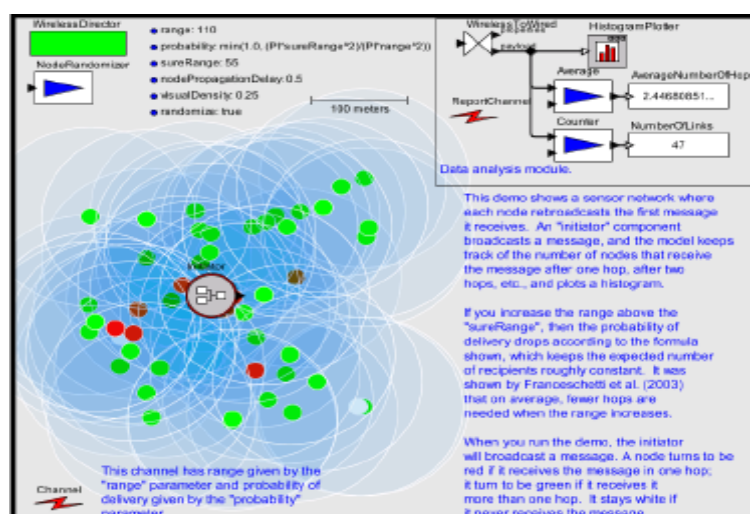 WirelessDirector
NodeRandomizer
range: 110
probability: min(1.0, (PI*sureRange^2)/(PI*range^2))
sureRange: 55
nodePropagationDelay: 0.5
visualDensity: 0.25
randomize: true
100 meters
WirelessToWired
properties
payload
HistogramPlotter
Average
AverageNumberOfHop
2.44680851...
ReportChannel
Counter
NumberOfLinks
47
Data analysis module.
This demo shows a sensor network where
each node rebroadcasts the first message
it receives. An "initiator" component
broadcasts a message, and the model keeps
track of the number of nodes that receive
the message after one hop, after two
hops, etc., and plots a histogram.
If you increase the range above the
"sureRange", then the probability of
delivery drops according to the formula
shown, which keeps the expected number
of recipients roughly constant. It was
shown by Franceschetti et al. (2003)
that on average, fewer hops are
needed when the range increases.
When you run the demo, the initiator
will broadcast a message. A node turns to be
red if it receives the message in one hop;
it turn to be green if it receives it
more than one hop. It stays white if
it never receives the message.
Initiator
Channel
This channel has range given by the
"range" parameter and probability of
delivery given by the "probability"
parameter